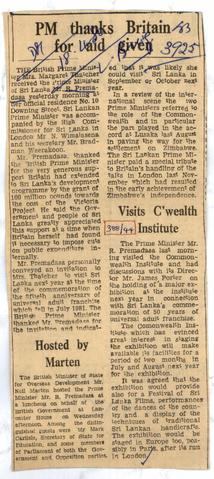 PM thanks Britain
for aid given
381 63
3925
THE British Prime Minister
Mrs. Margaret Thatcher
received the Prime Minister
of Sri Lanka Mr. R. Premadasa
yesterday morning at
her official residence No. 10
Downing Street. Sri Lankan
Prime Minister was accompanied
by the High Commissioner
for Sri Lanka in
London Mr. N. Wimalasena
and his secretary Mr. Bradman
Weerakoon.
Mr. Premadasa, thanked
the British Prime Minister
for the very generous support
Britain had extended
to Sri Lanka's development
programme by the grant of
100 million pounds towards
the cost of the Victoria
Project. He said the Government
and people of Sri
Lanka greatly appreciated
this support at a time when
Britain herself had found
it necessary to impose cuts
on public expenditure internally.
Mr. Premadasa personally
conveyed an invitation to
Mrs. Thatcher to visit Sri
Lanka next year at the time
of the commemoration of
the fiftieth anniversary of
universal adult franchise
which fell in July 1981. The
British Prime Minister
thanked Mr. Premadasa for
the invitation, and indicated
Hosted by
Marten
The British Minister of State
for Overseas Development Mr.
Neil Marten hosted the Prime
Minister Mr. R. Premadasa at
a luncheon on behalf of the
British Government at Lancaster
House on Wednesday
afternoon. Among the distinguished
guests were Mr. Mark
Carlisle, Secretary of State for
Education, and some members
of Parliament of both the
Government and Opposition
that it was likely she
could visit Sri Lanka in
September or October next
year.
In a review of the international
scene the two
Prime Ministers referring
to the role of the Commonwealth
and in particular
the part played in the accord
at Lusaka last August
in paving the way for the
settlement on Zimbabwe.
The Sri Lankan Prime Minister
paid a special tribute
to Britain's handling of the
talks in London last November
which resulted in
the early achievement of
Zimbabwe's independence.
Visits C'wealth
388/44 Institute
The Prime Minister Mr. R.
Premadasa last morning
visited the Commonwealth
Institute and had
discussions with its Director
Mr. James Porter on
the holding of a major exhibition
at the institute
next year in connection
with Sri Lanka's commemoration
of 50 years of
universal adult franchise.
The commonwealth Institute
which has evinced
great interest in staging
the exhibition will make
available its facilities for a
period of two months in
July and August next year
for the exhibition.
It was agreed that the
exhibition would provide
also for a Festival of Sri
Lanka Films, performances
of the dances of the country
and a display of the
techniques of traditional
Sri Lankan handicrafts.
The exhibition would be
staged in Europe too, possibly
in Paris, after its run
in London.